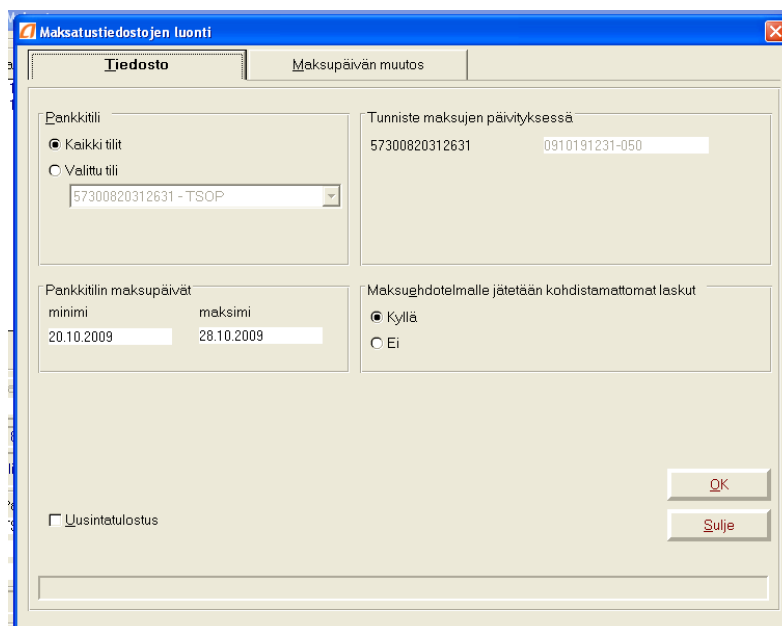 Maksatustiedostojen luonti
Tiedosto
Maksupäivän muutos
Pankkitili
Kaikki tilit
Valittu tili
57300820312631 - TSOP
Tunniste maksujen päivityksessä
57300820312631 0910191231-050
Pankkitilin maksupäivät
minimi maksimi
20.10.2009 28.10.2009
Maksuehdotelmalle jätetään kohdistamattomat laskut
Kyllä
Ei
OK
Uusintatulostus
Sulje